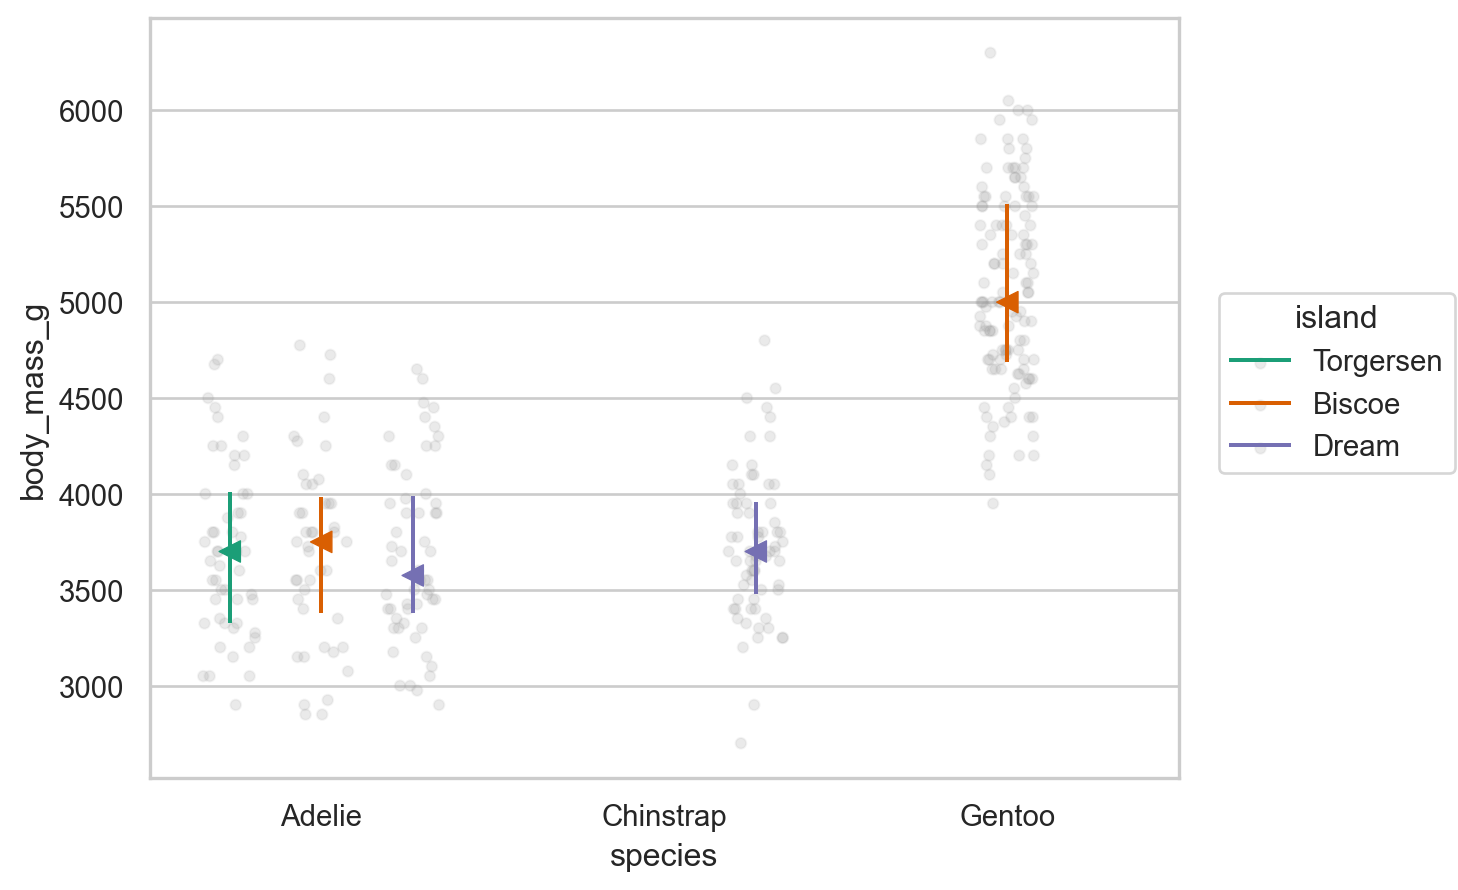 6000
5500
5000
4500
4000
3500
3000
body_mass_g
Adelie
Chinstrap
Gentoo
species
island
Torgersen
Biscoe
Dream